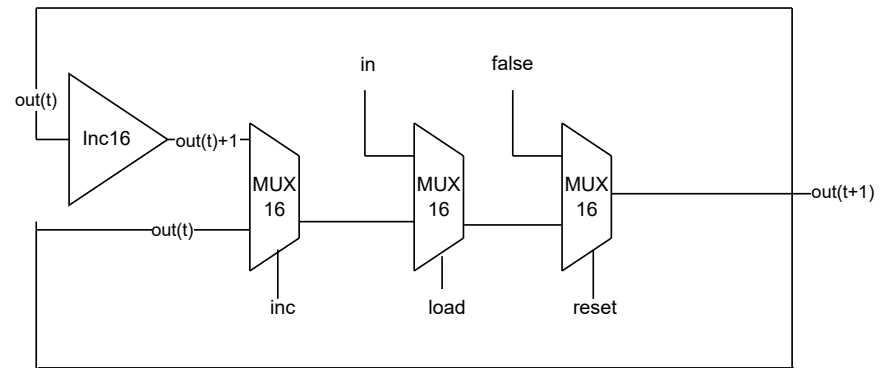 in
false
out(t)
Inc16
out(t)+1
MUX
16
MUX
16
MUX
16
out(t+1)
out(t)
inc
load
reset